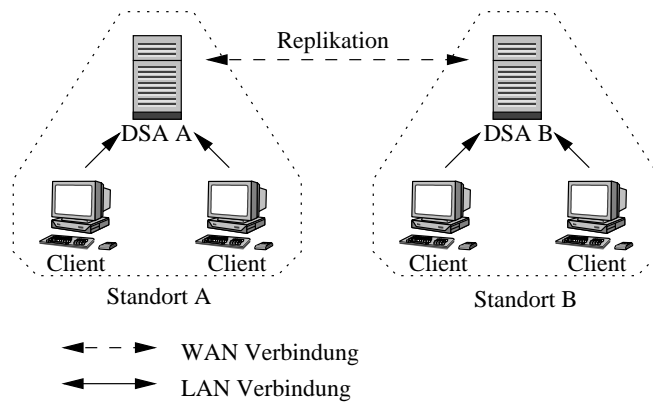 Replikation
DSA A
DSA B
Client
Client
Client
Client
Standort A
Standort B
WAN Verbindung
LAN Verbindung